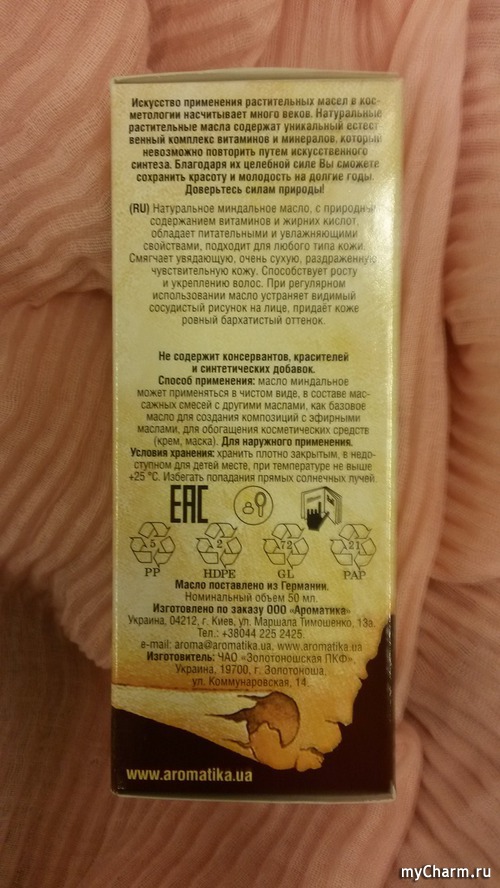 Искусство применения растительных масел в кос-
метологии насчитывает много веков. Натуральные
растительные масла содержат уникальный естест-
венный комплекс витаминов и минералов, который
невозможно повторить путем искусственного
синтеза. Благодаря их целебной силе Вы сможете
сохранить красоту и молодость на долгие годы.
Доверьтесь силам природы!
(RU) Натуральное миндальное масло, с природным
содержанием витаминов и жирных кислот,
обладает питательными и увлажняющими
свойствами, подходит для любого типа кожи.
Смягчает увядающую, очень сухую, раздраженную
чувствительную кожу. Способствует росту
и укреплению волос. При регулярном
использовании масло устраняет видимый
сосудистый рисунок на лице, придаёт коже
ровный бархатистый оттенок.
Не содержит консервантов, красителей
и синтетических добавок.
Способ применения: масло миндальное
может применяться в чистом виде, в составе мас-
сажных смесей с другими маслами, как базовое
масло для создания композиций с эфирными
маслами, для обогащения косметических средств
(крем, маска). Для наружного применения.
Условия хранения: хранить плотно закрытым, в недо-
ступном для детей месте, при температуре не выше
+25 °С. Избегать попадания прямых солнечных лучей.
EAC
5 2 72 21
PP HDPE GL PAP
Масло поставлено из Германии.
Номинальный объем 50 мл.
Изготовлено по заказу ООО «Ароматика»
Украина, 04212, г. Киев, ул. Маршала Тимошенко, 13а.
Тел.: +38044 225 2425.
e-mail: aroma@aromatika.ua, www.aromatika.ua
Изготовитель: ЧАО «Золотоношская ПКФ».
Украина, 19700, г. Золотоноша,
ул. Коммунаровская, 14.
www.aromatika.ua
myCharm.ru